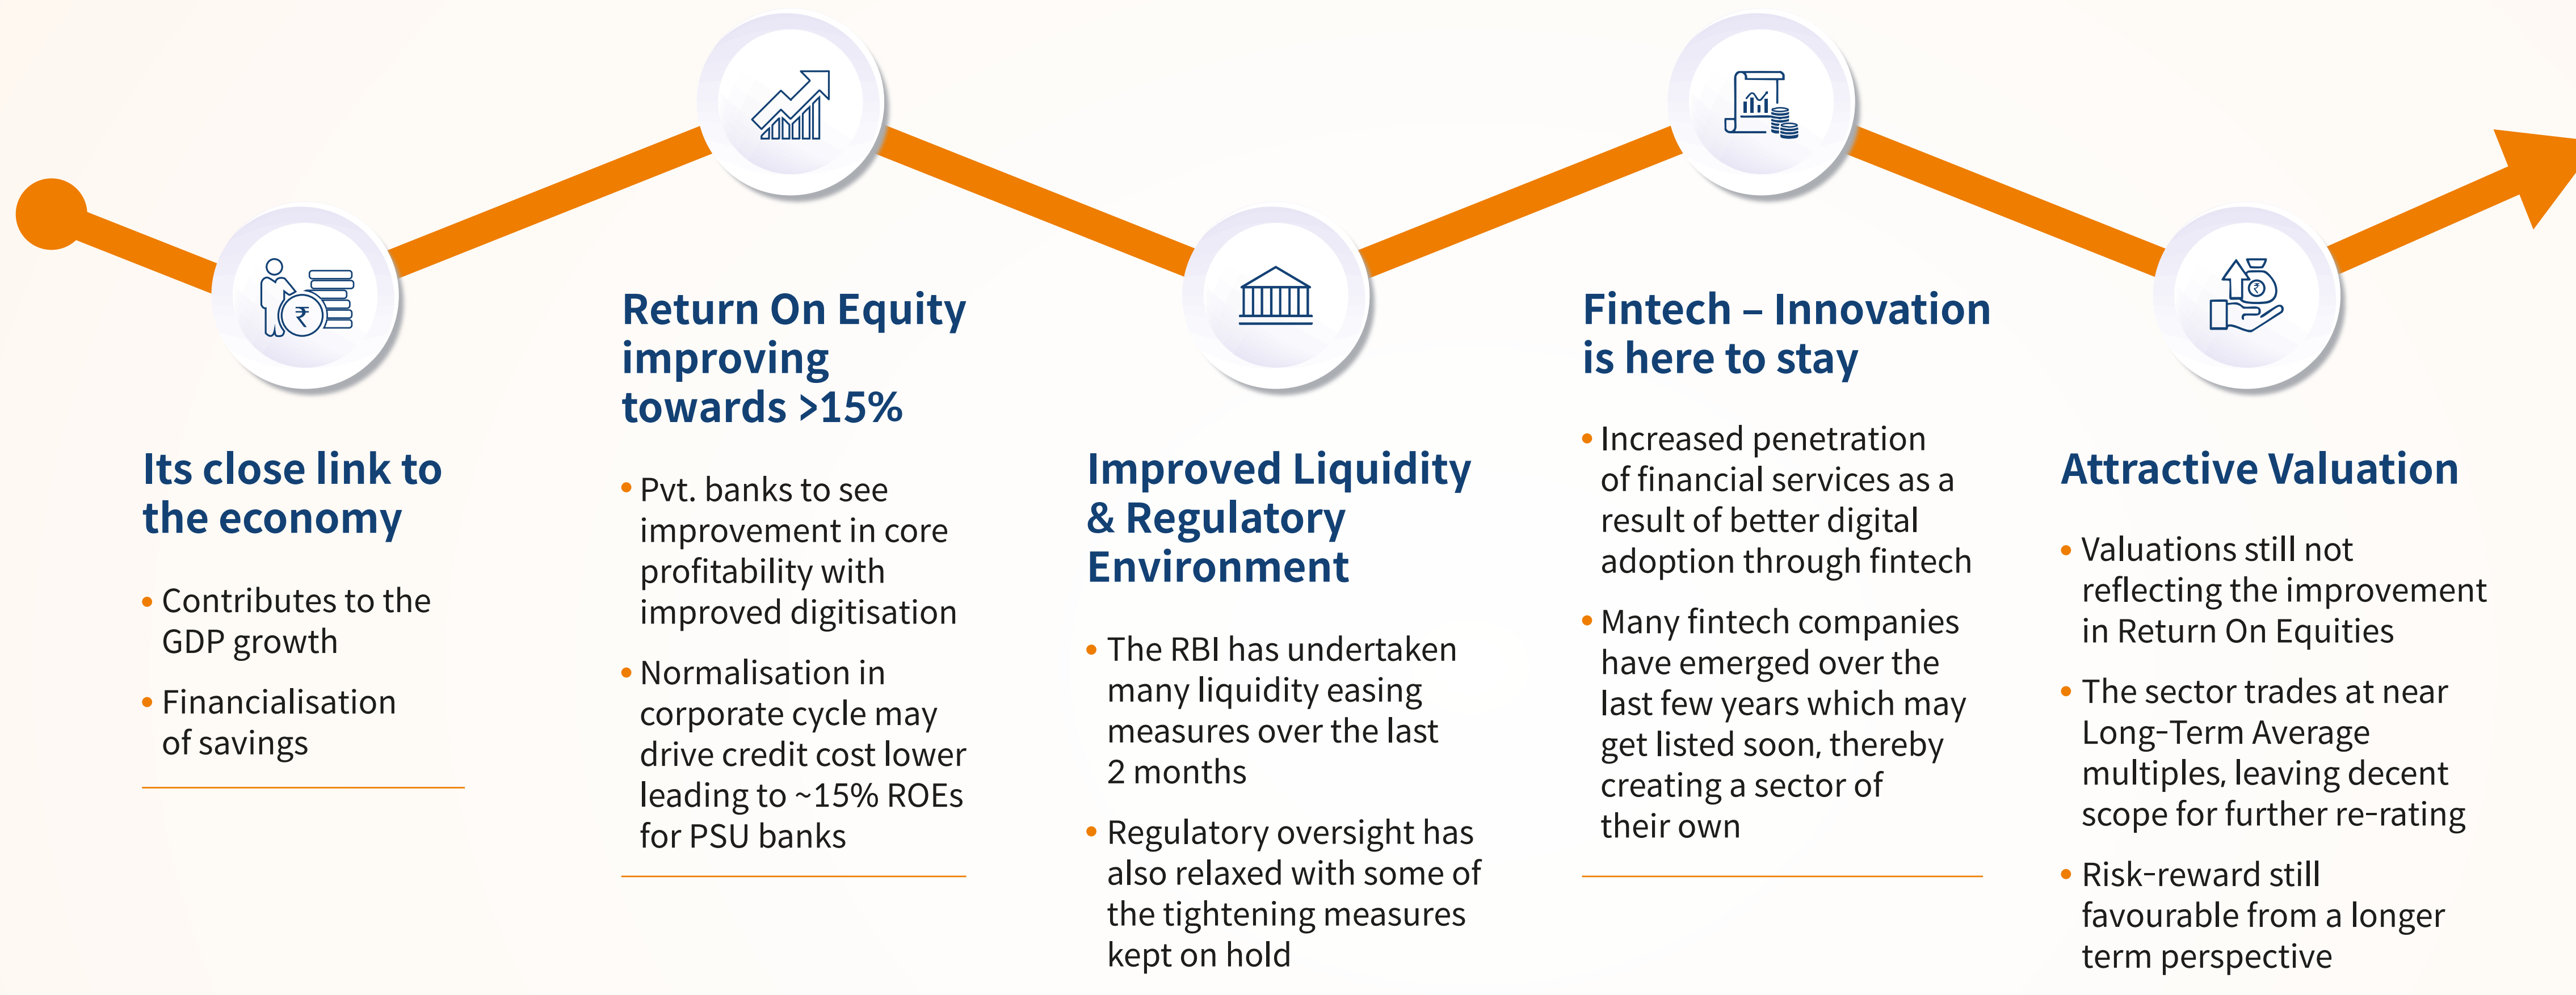 Its close link to
the economy
• Contributes to the
GDP growth
• Financialisation
of savings
Return On Equity
improving
towards >15%
• Pvt. banks to see
improvement in core
profitability with
improved digitisation
• Normalisation in
corporate cycle may
drive credit cost lower
leading to ~15% ROEs
for PSU banks
Improved Liquidity
& Regulatory
Environment
• The RBI has undertaken
many liquidity easing
measures over the last
2 months
• Regulatory oversight has
also relaxed with some of
the tightening measures
kept on hold
Fintech – Innovation
is here to stay
• Increased penetration
of financial services as a
result of better digital
adoption through fintech
• Many fintech companies
have emerged over the
last few years which may
get listed soon, thereby
creating a sector of
their own
Attractive Valuation
• Valuations still not
reflecting the improvement
in Return On Equities
• The sector trades at near
Long-Term Average
multiples, leaving decent
scope for further re-rating
• Risk-reward still
favourable from a longer
term perspective
₹
₹